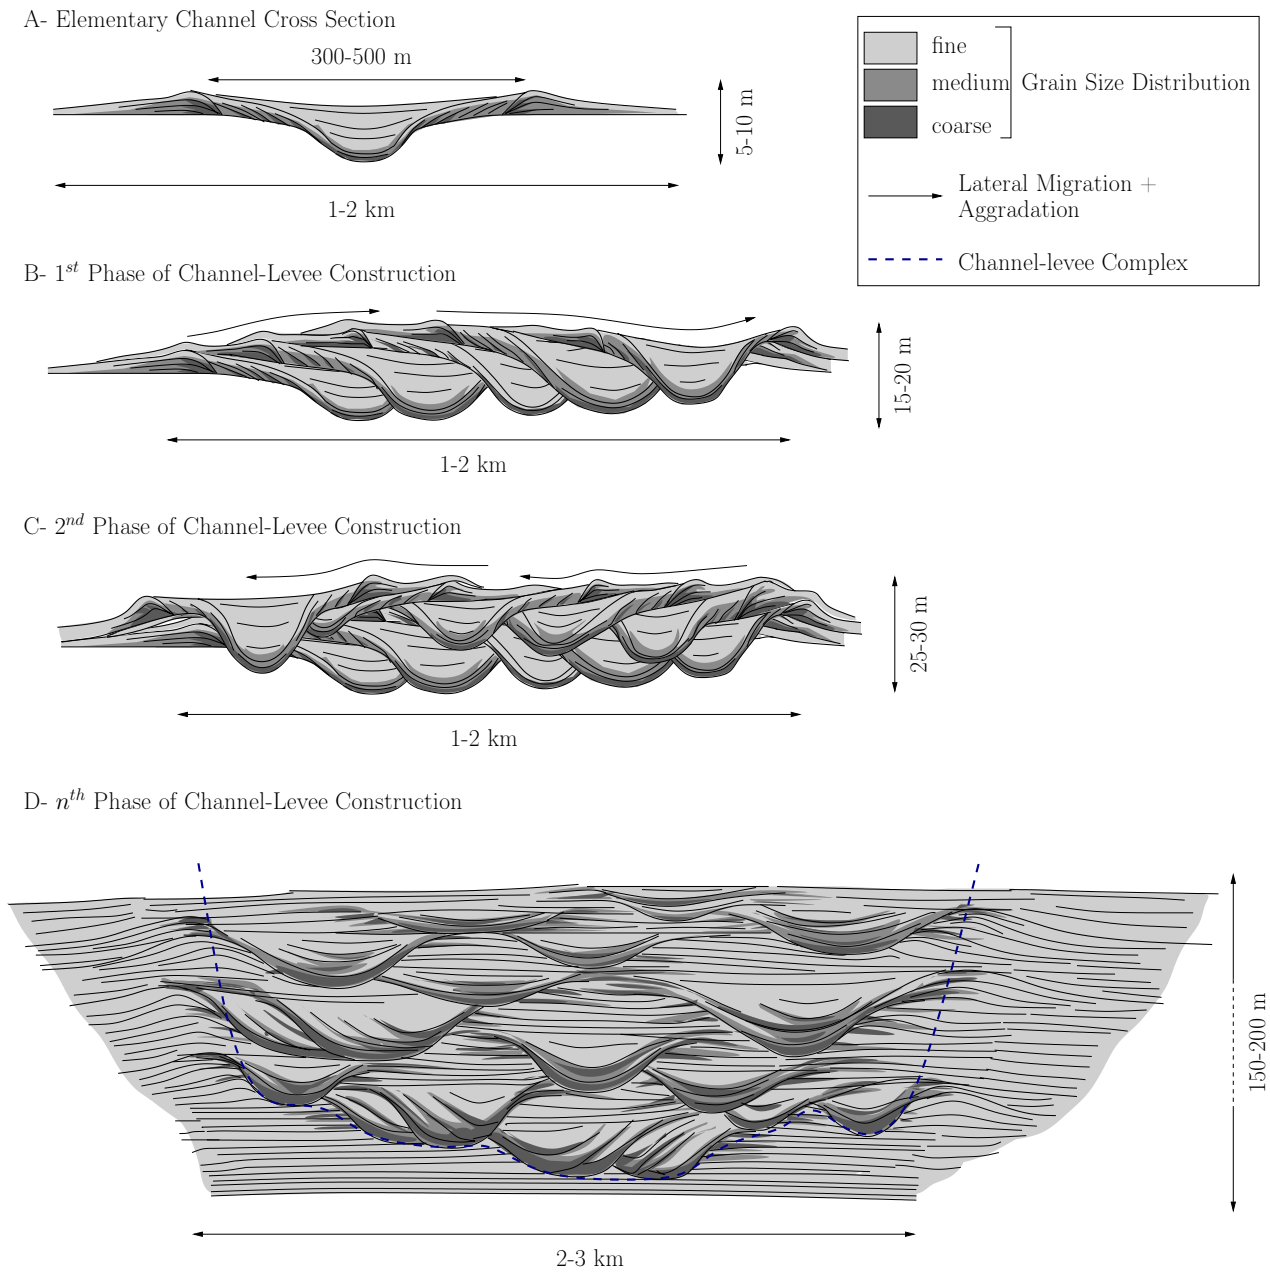 A- Elementary Channel Cross Section
300-500 m
5-10 m
1-2 km
fine
medium
coarse
Grain Size Distribution
Lateral Migration +
Aggradation
Channel-levee Complex
B- 1st Phase of Channel-Levee Construction
15-20 m
1-2 km
C- 2nd Phase of Channel-Levee Construction
25-30 m
1-2 km
D- nth Phase of Channel-Levee Construction
150-200 m
2-3 km